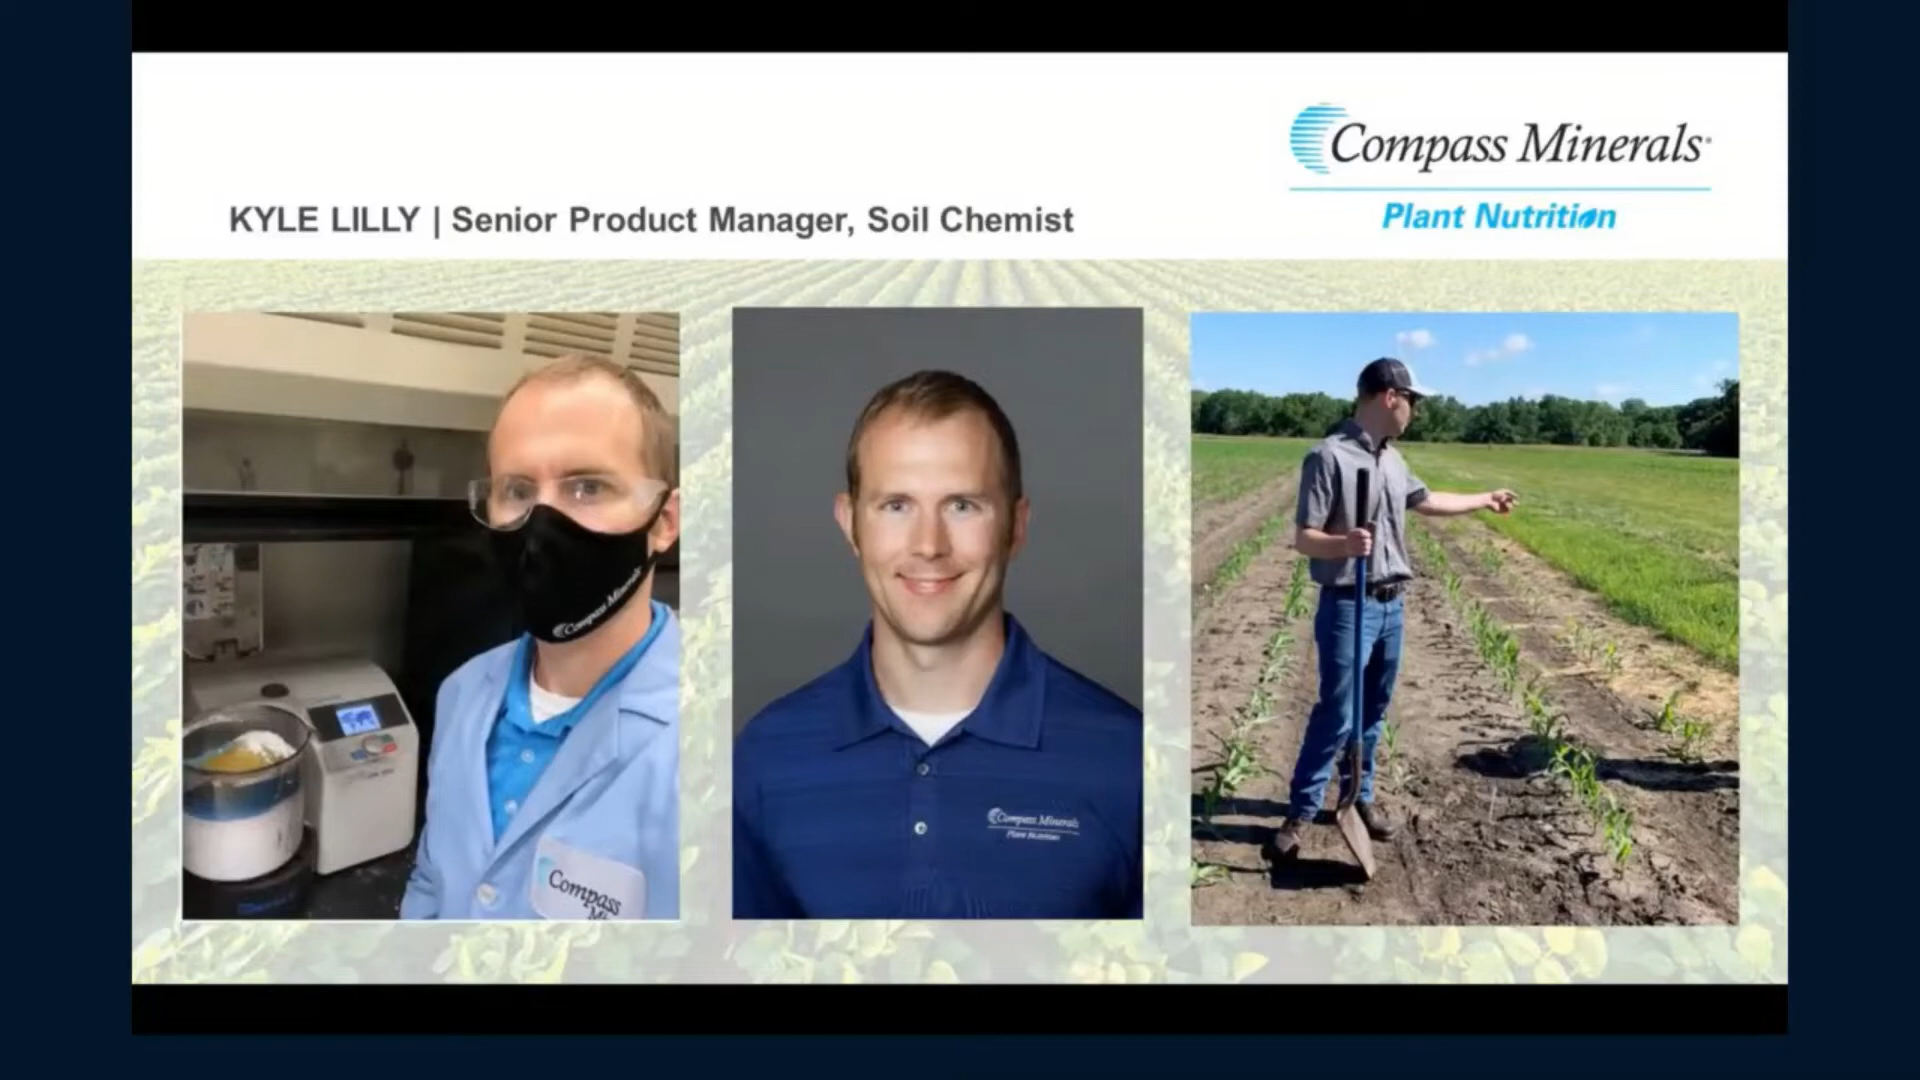 Compass Minerals
Plant Nutrition
KYLE LILLY | Senior Product Manager, Soil Chemist
Compass Minerals
Compass
Compass Minerals
Plant Nutrition